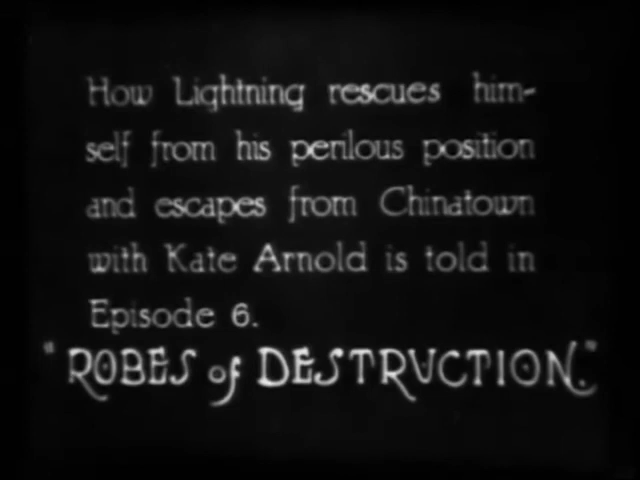 How Lightning rescues him-
self from his perilous position
and escapes from Chinatown
with Kate Arnold is told in
Episode 6.
"ROBES of DESTRUCTION."